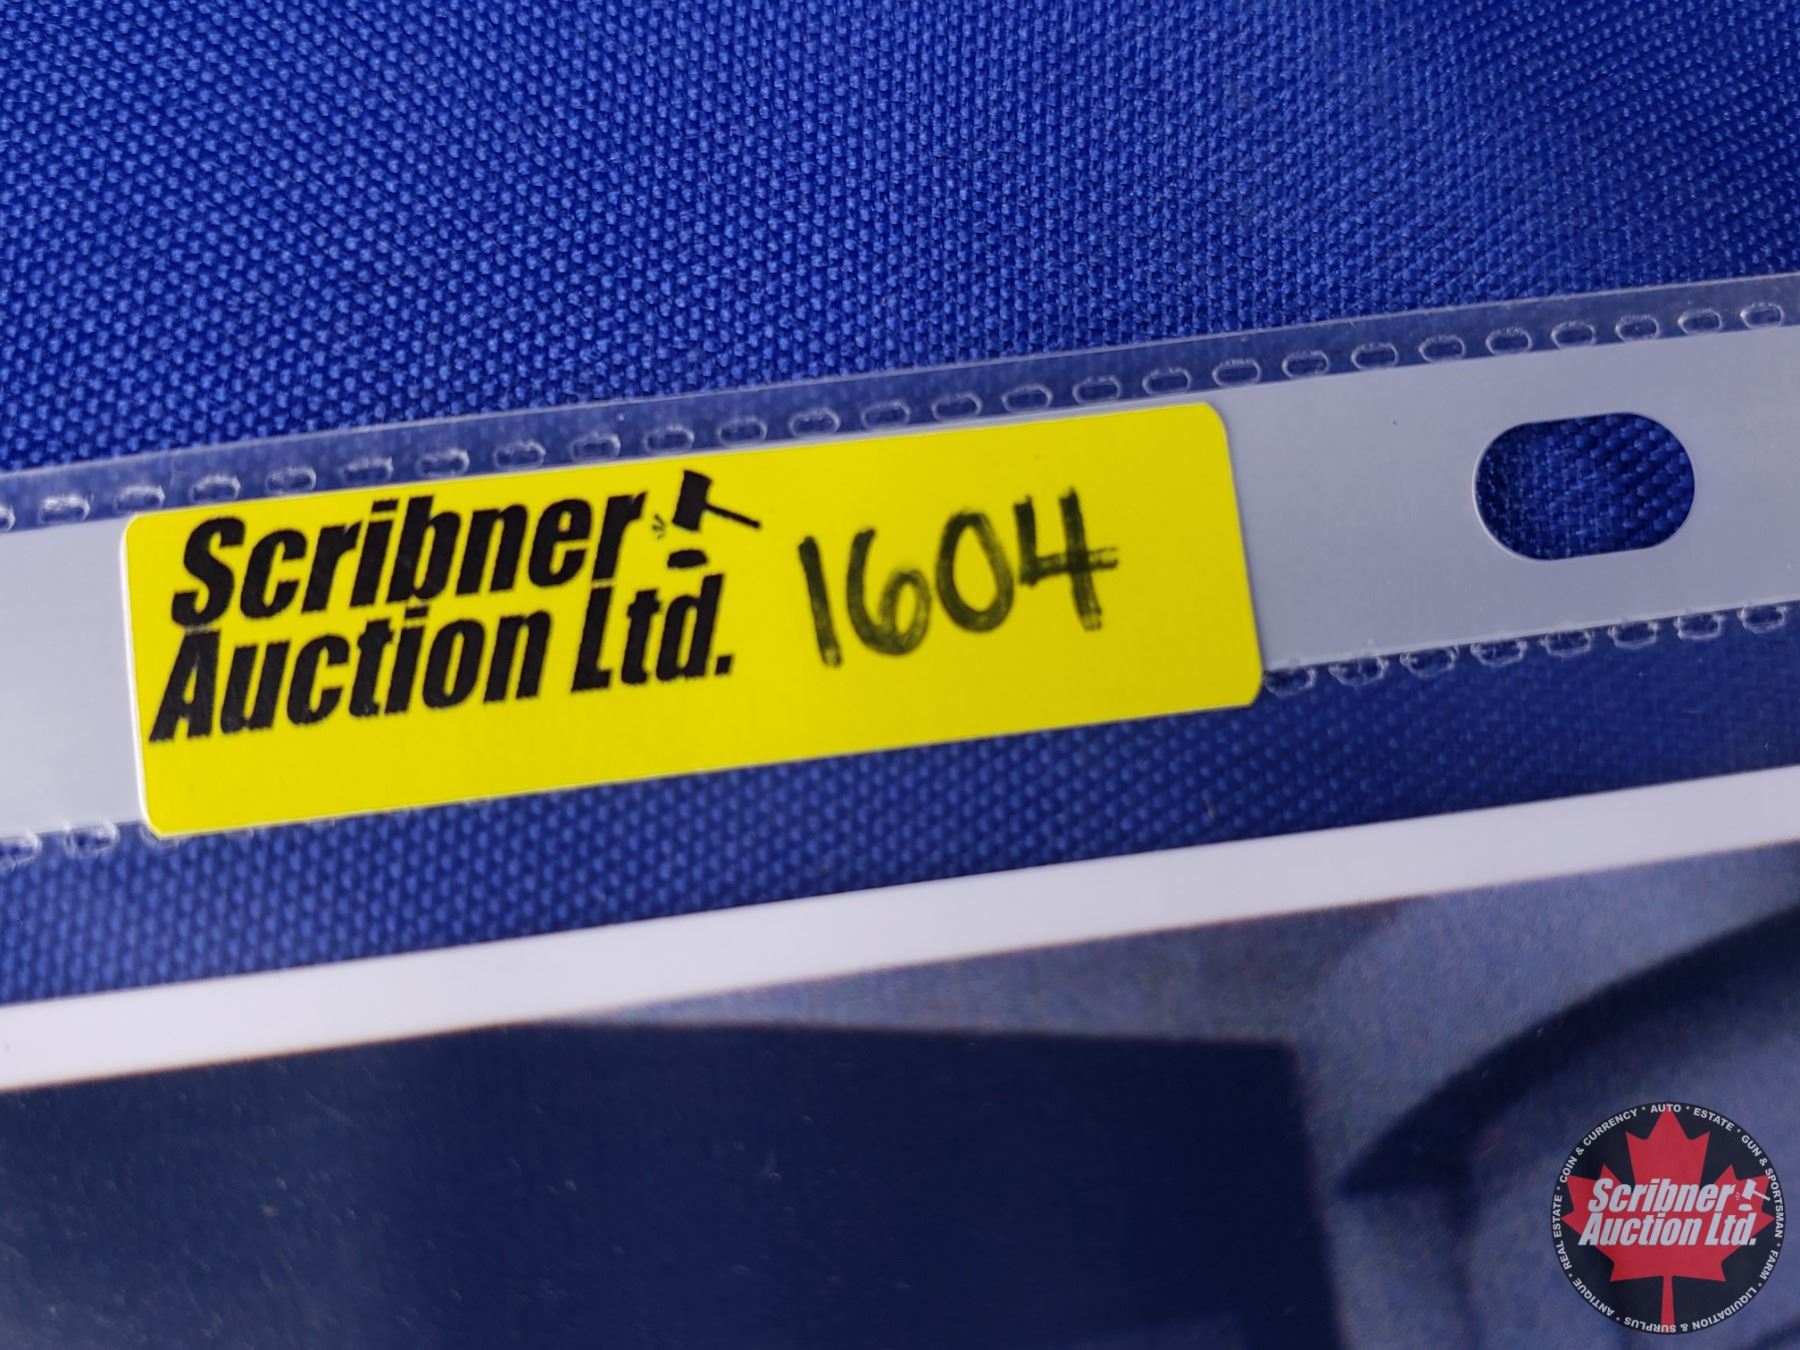 Scribner
Auction Ltd.
1604
COIN & CURRENCY * AUTO * ESTATE * GUN & SPORTSMAN * FARM * LIQUIDATION & SURPLUS * ANTIQUE * REAL ESTATE *
Scribner
Auction Ltd.